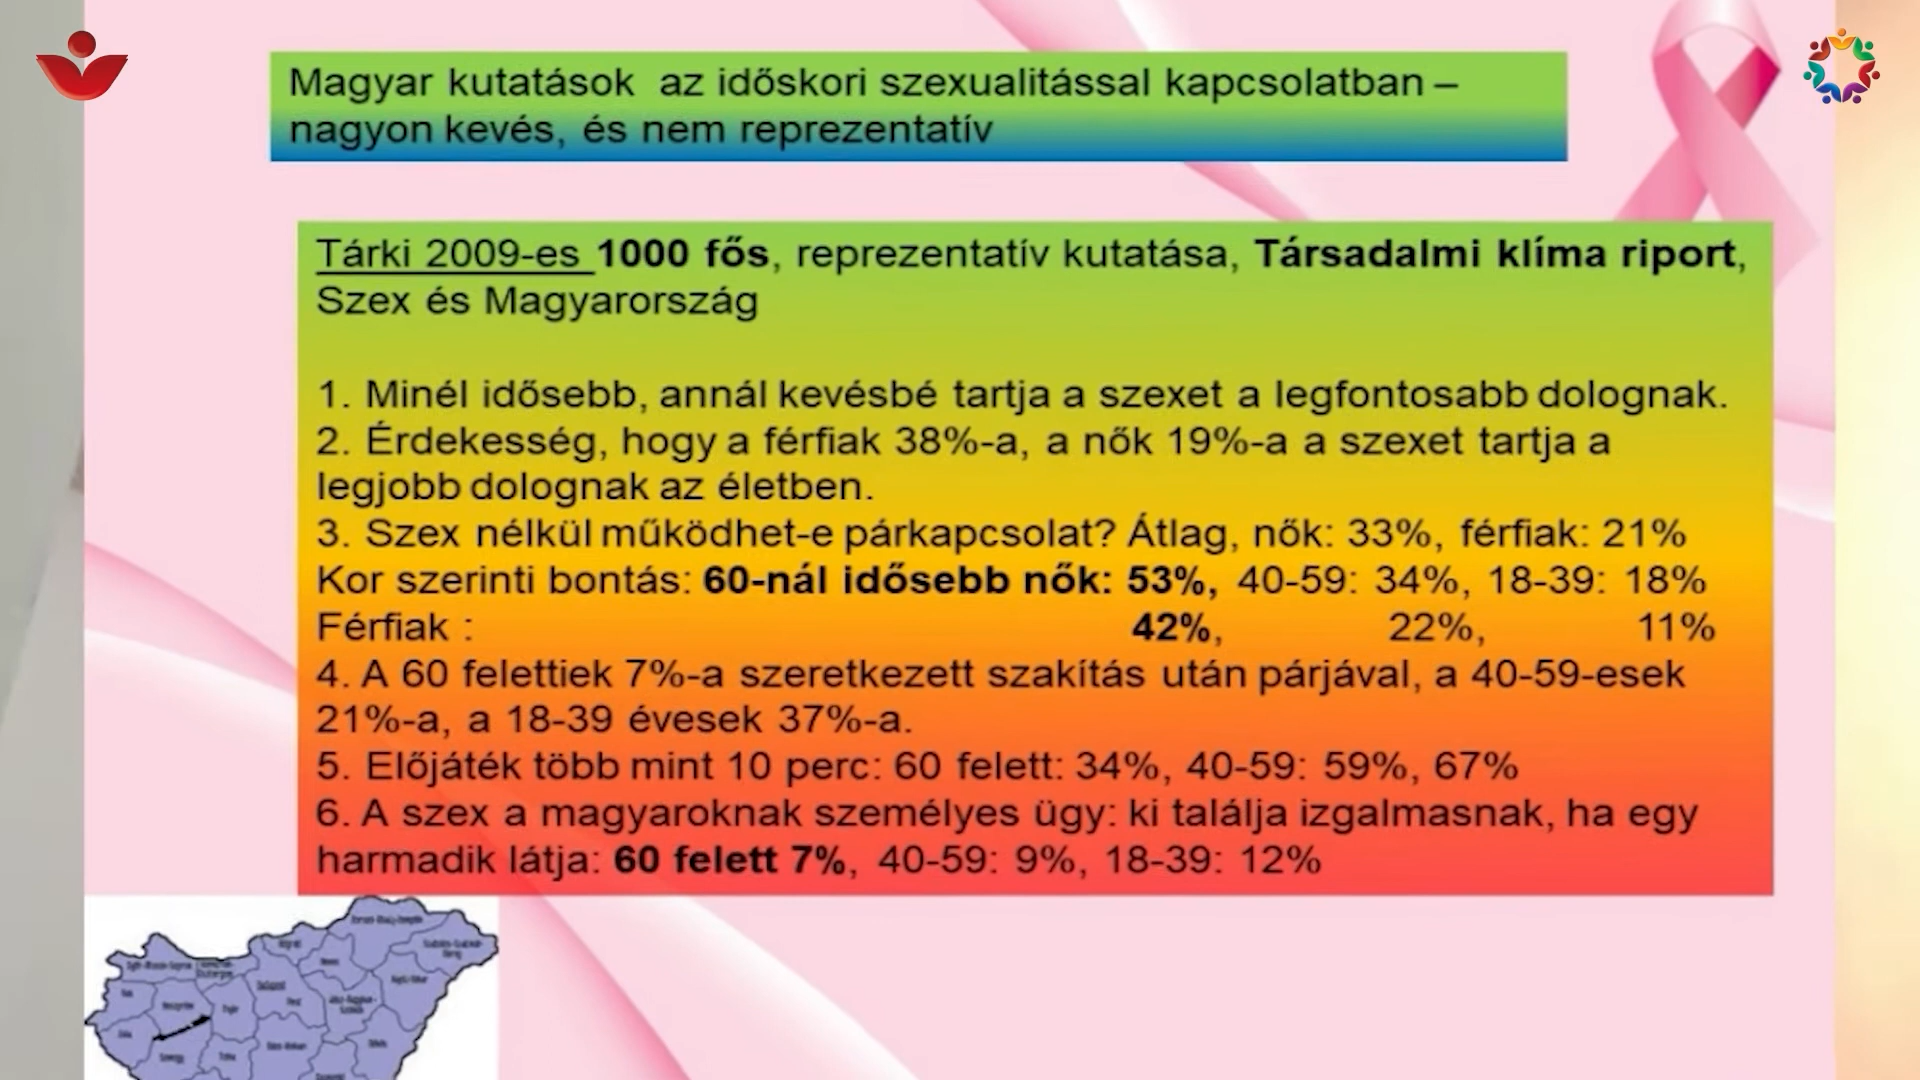 Magyar kutatások az időskori szexualitással kapcsolatban –
nagyon kevés, és nem reprezentatív
Tárki 2009-es 1000 fős, reprezentatív kutatása, Társadalmi klíma riport,
Szex és Magyarország
1. Minél idősebb, annál kevésbé tartja a szexet a legfontosabb dolognak.
2. Érdekesség, hogy a férfiak 38%-a, a nők 19%-a a szexet tartja a
legjobb dolognak az életben.
3. Szex nélkül működhet-e párkapcsolat? Átlag, nők: 33%, férfiak: 21%
Kor szerinti bontás: 60-nál idősebb nők: 53%, 40-59: 34%, 18-39: 18%
Férfiak : 42%, 22%, 11%
4. A 60 felettiek 7%-a szeretkezett szakítás után párjával, a 40-59-esek
21%-a, a 18-39 évesek 37%-a.
5. Előjáték több mint 10 perc: 60 felett: 34%, 40-59: 59%, 67%
6. A szex a magyaroknak személyes ügy: ki találja izgalmasnak, ha egy
harmadik látja: 60 felett 7%, 40-59: 9%, 18-39: 12%